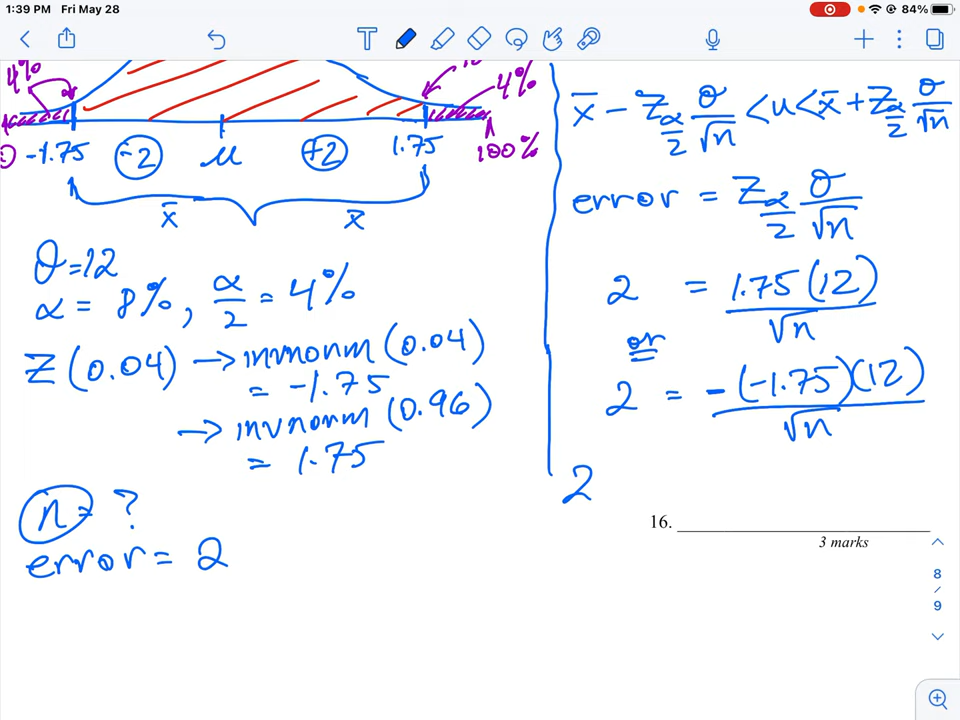 1:39 PM Fri May 28
84%
4%
4%
-1.75 -2 μ +2 1.75 100%
x̄ x̄
θ=12
α = 8%, α/2 = 4%
Z(0.04) → invnorm(0.04)
= -1.75
→ invnorm(0.96)
= 1.75
n = ?
error = 2
x̄ - Zα/2 θ/√n < u < x̄ + Zα/2 θ/√n
error = Zα/2 θ/√n
2 = 1.75(12)/√n
or
2 = -(-1.75)(12)/√n
2
16. ____________________
3 marks
8
/
9